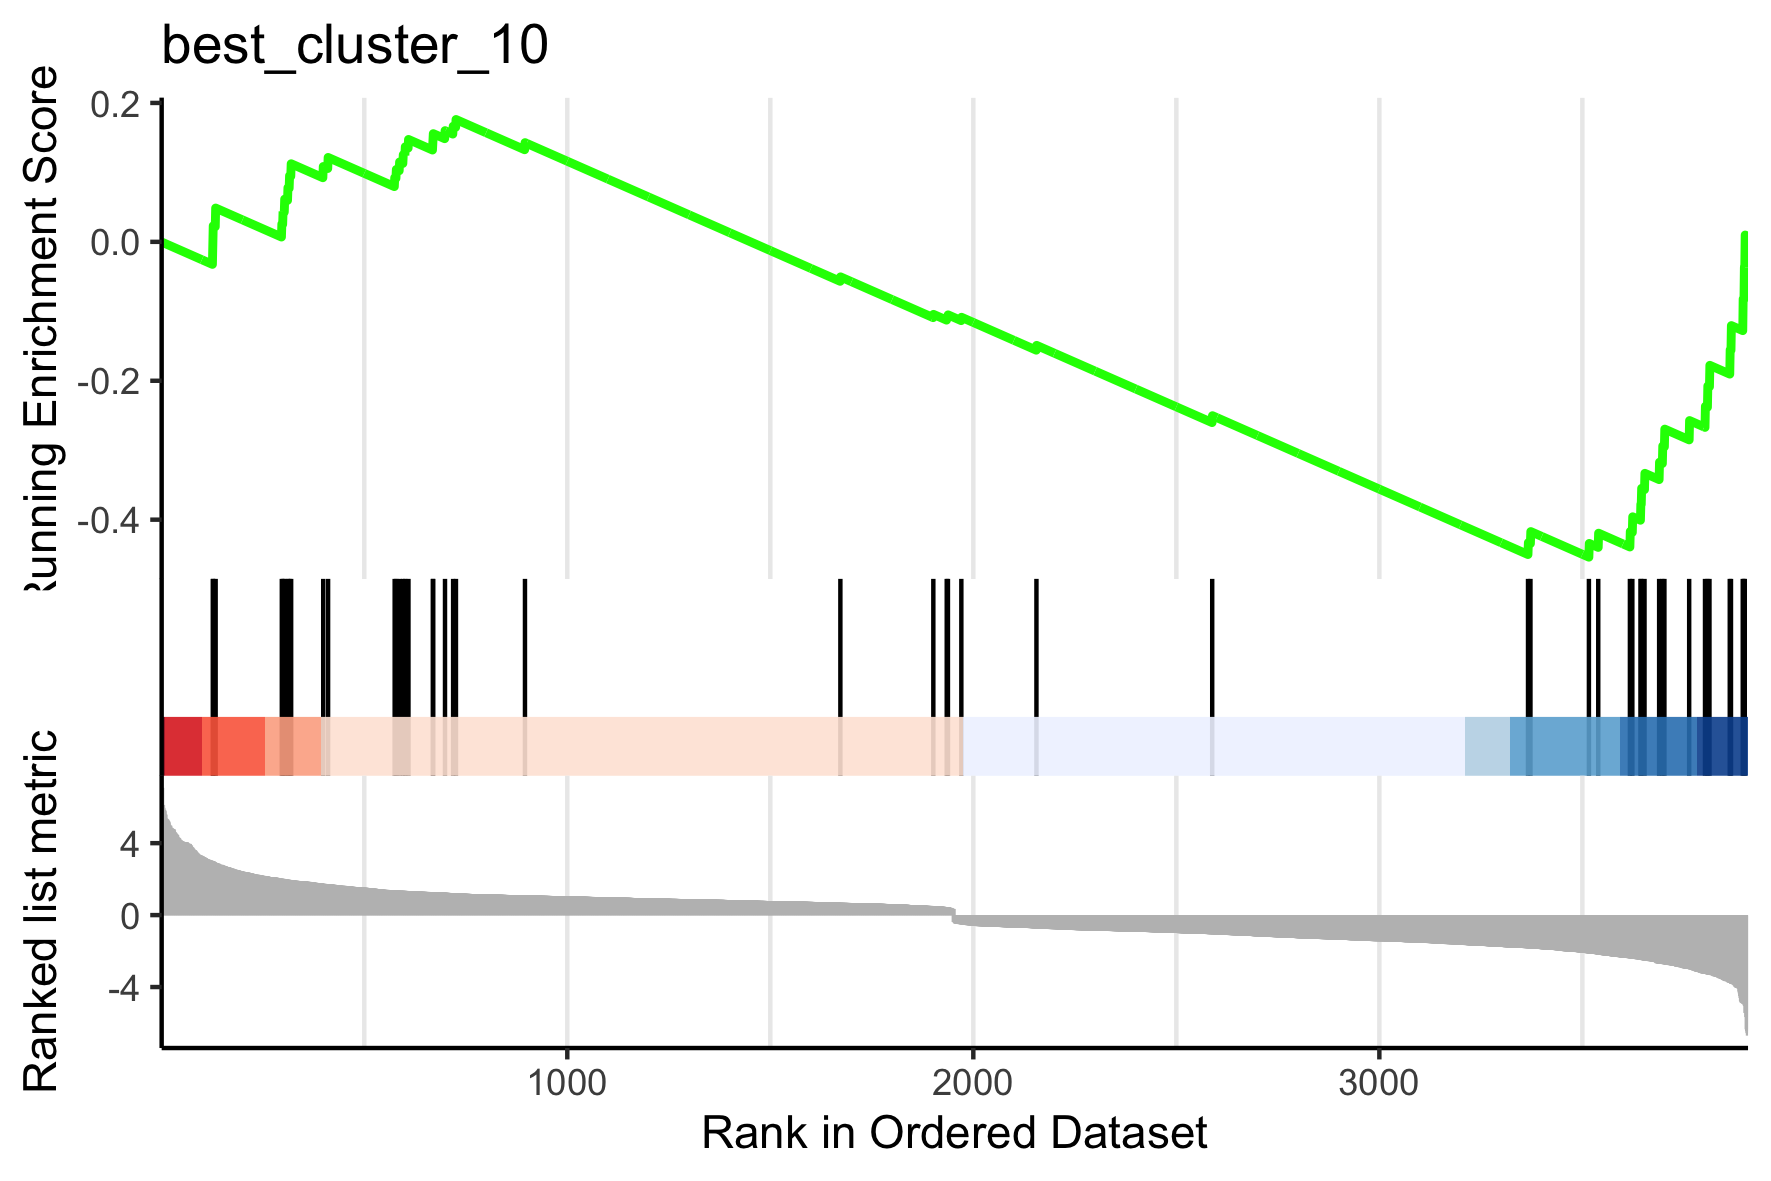 best_cluster_10
Running Enrichment Score
0.2
0.0
-0.2
-0.4
Ranked list metric
4
0
-4
1000
2000
3000
Rank in Ordered Dataset